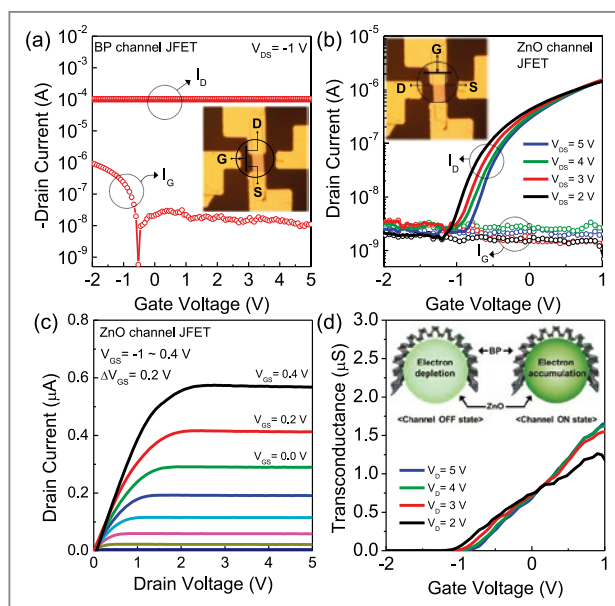 (a)
BP channel JFET
V_DS= -1 V
I_D
D
G
S
I_G
10⁻²
10⁻³
10⁻⁴
10⁻⁵
10⁻⁶
10⁻⁷
10⁻⁸
10⁻⁹
-Drain Current (A)
-2 -1 0 1 2 3 4 5
Gate Voltage (V)
(b)
ZnO channel
JFET
G
D
S
I_D
V_DS= 5 V
V_DS= 4 V
V_DS= 3 V
V_DS= 2 V
I_G
10⁻⁵
10⁻⁶
10⁻⁷
10⁻⁸
10⁻⁹
Drain Current (A)
-2 -1 0 1
Gate Voltage (V)
(c)
ZnO channel JFET
V_GS= -1 ~ 0.4 V
ΔV_GS= 0.2 V
V_GS= 0.4 V
V_GS= 0.2 V
V_GS= 0.0 V
0.8
0.6
0.4
0.2
0.0
Drain Current (μA)
0 1 2 3 4 5
Drain Voltage (V)
(d)
Electron
depletion
BP
Electron
accumulation
ZnO
<Channel OFF state>
<Channel ON state>
V_D= 5 V
V_D= 4 V
V_D= 3 V
V_D= 2 V
3.0
2.5
2.0
1.5
1.0
0.5
0.0
Transconductance (μS)
-2 -1 0 1
Gate Voltage (V)